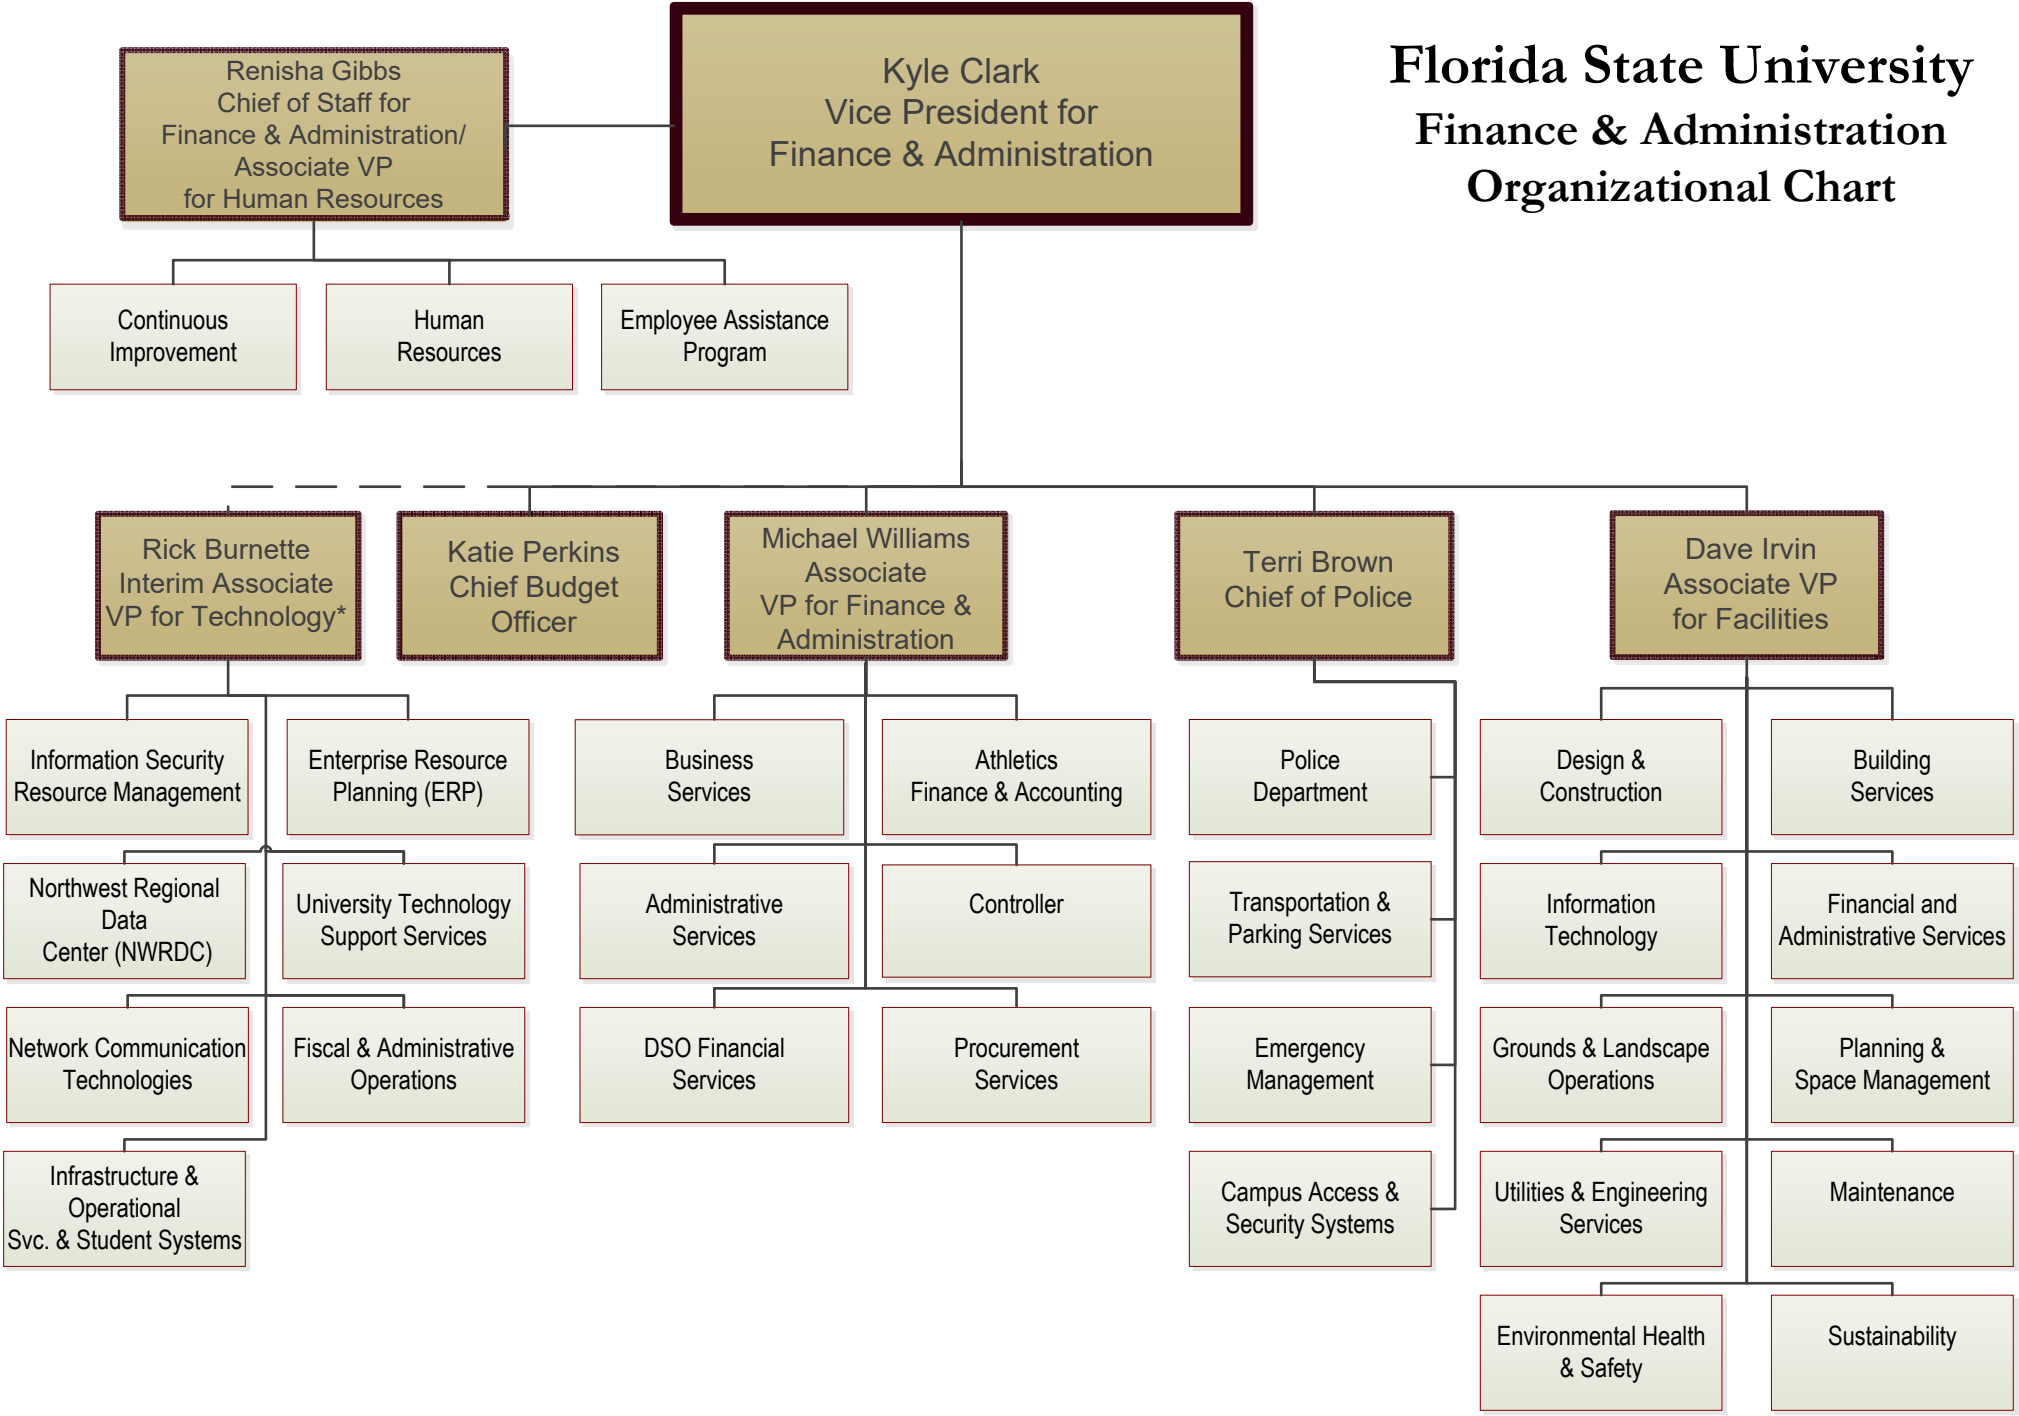 Florida State University
Finance & Administration
Organizational Chart
Kyle Clark
Vice President for
Finance & Administration
Renisha Gibbs
Chief of Staff for
Finance & Administration/
Associate VP
for Human Resources
Continuous
Improvement
Human
Resources
Employee Assistance
Program
Rick Burnette
Interim Associate
VP for Technology*
Katie Perkins
Chief Budget
Officer
Michael Williams
Associate
VP for Finance &
Administration
Terri Brown
Chief of Police
Dave Irvin
Associate VP
for Facilities
Information Security
Resource Management
Enterprise Resource
Planning (ERP)
Northwest Regional
Data
Center (NWRDC)
University Technology
Support Services
Network Communication
Technologies
Fiscal & Administrative
Operations
Infrastructure &
Operational
Svc. & Student Systems
Business
Services
Athletics
Finance & Accounting
Administrative
Services
Controller
DSO Financial
Services
Procurement
Services
Police
Department
Transportation &
Parking Services
Emergency
Management
Campus Access &
Security Systems
Design &
Construction
Building
Services
Information
Technology
Financial and
Administrative Services
Grounds & Landscape
Operations
Planning &
Space Management
Utilities & Engineering
Services
Maintenance
Environmental Health
& Safety
Sustainability